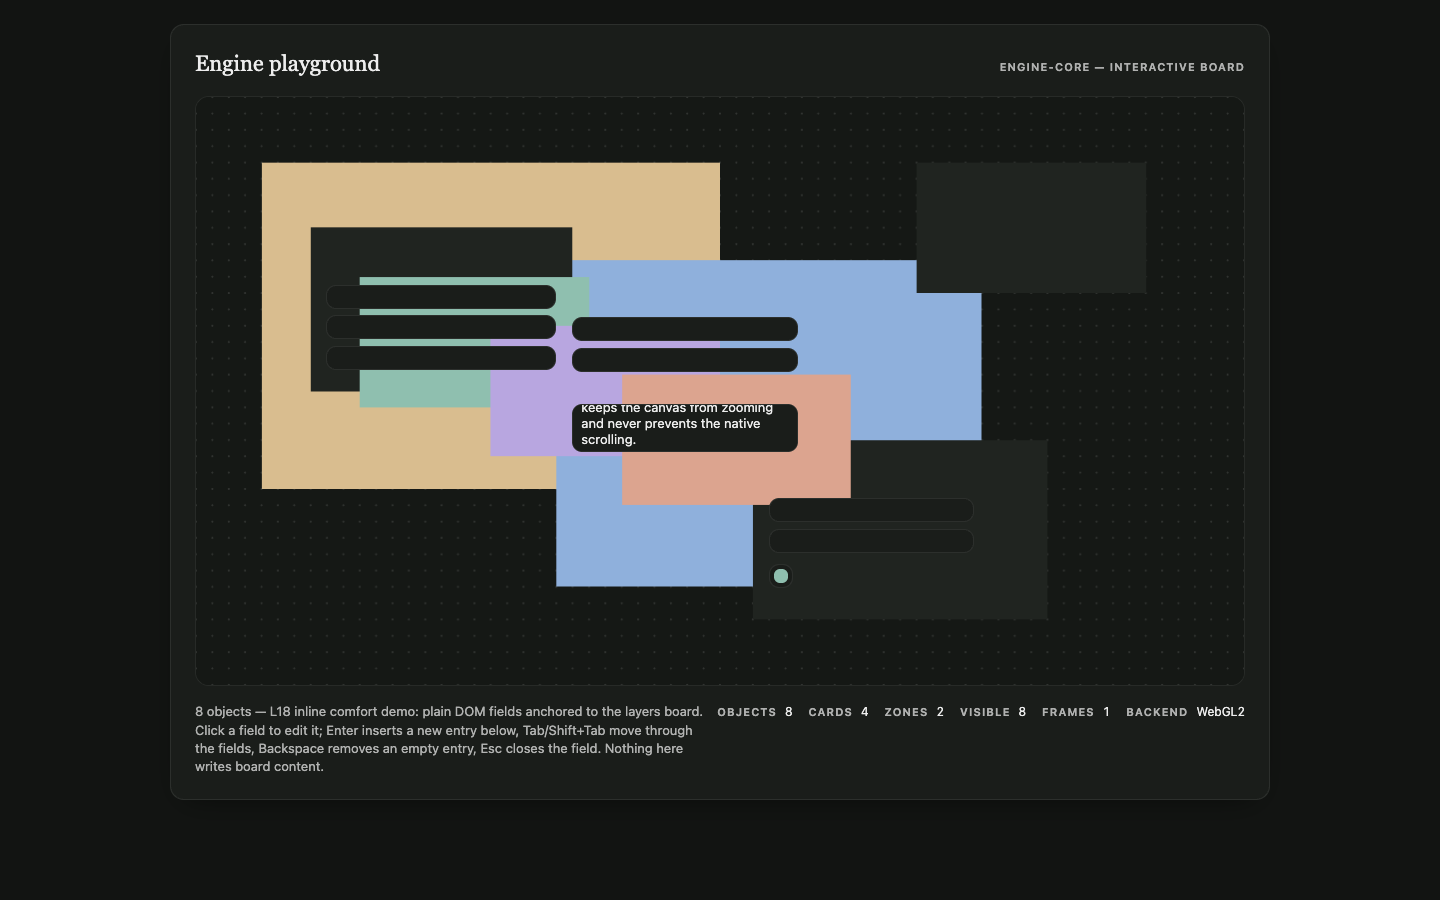 Engine playground
ENGINE-CORE — INTERACTIVE BOARD
keeps the canvas from zooming
and never prevents the native
scrolling.
8 objects — L18 inline comfort demo: plain DOM fields anchored to the layers board.
Click a field to edit it; Enter inserts a new entry below, Tab/Shift+Tab move through
the fields, Backspace removes an empty entry, Esc closes the field. Nothing here
writes board content.
OBJECTS 8 CARDS 4 ZONES 2 VISIBLE 8 FRAMES 1 BACKEND WebGL2